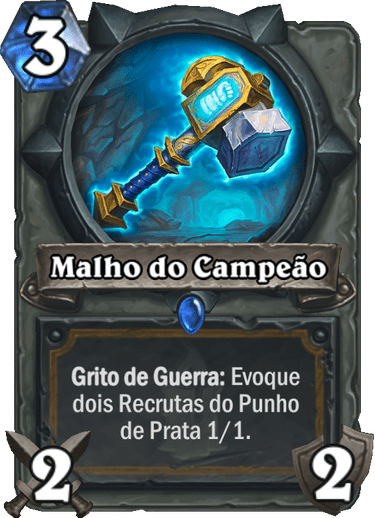 3
Malho do Campeão
Grito de Guerra: Evoque
dois Recrutas do Punho
de Prata 1/1.
2
2